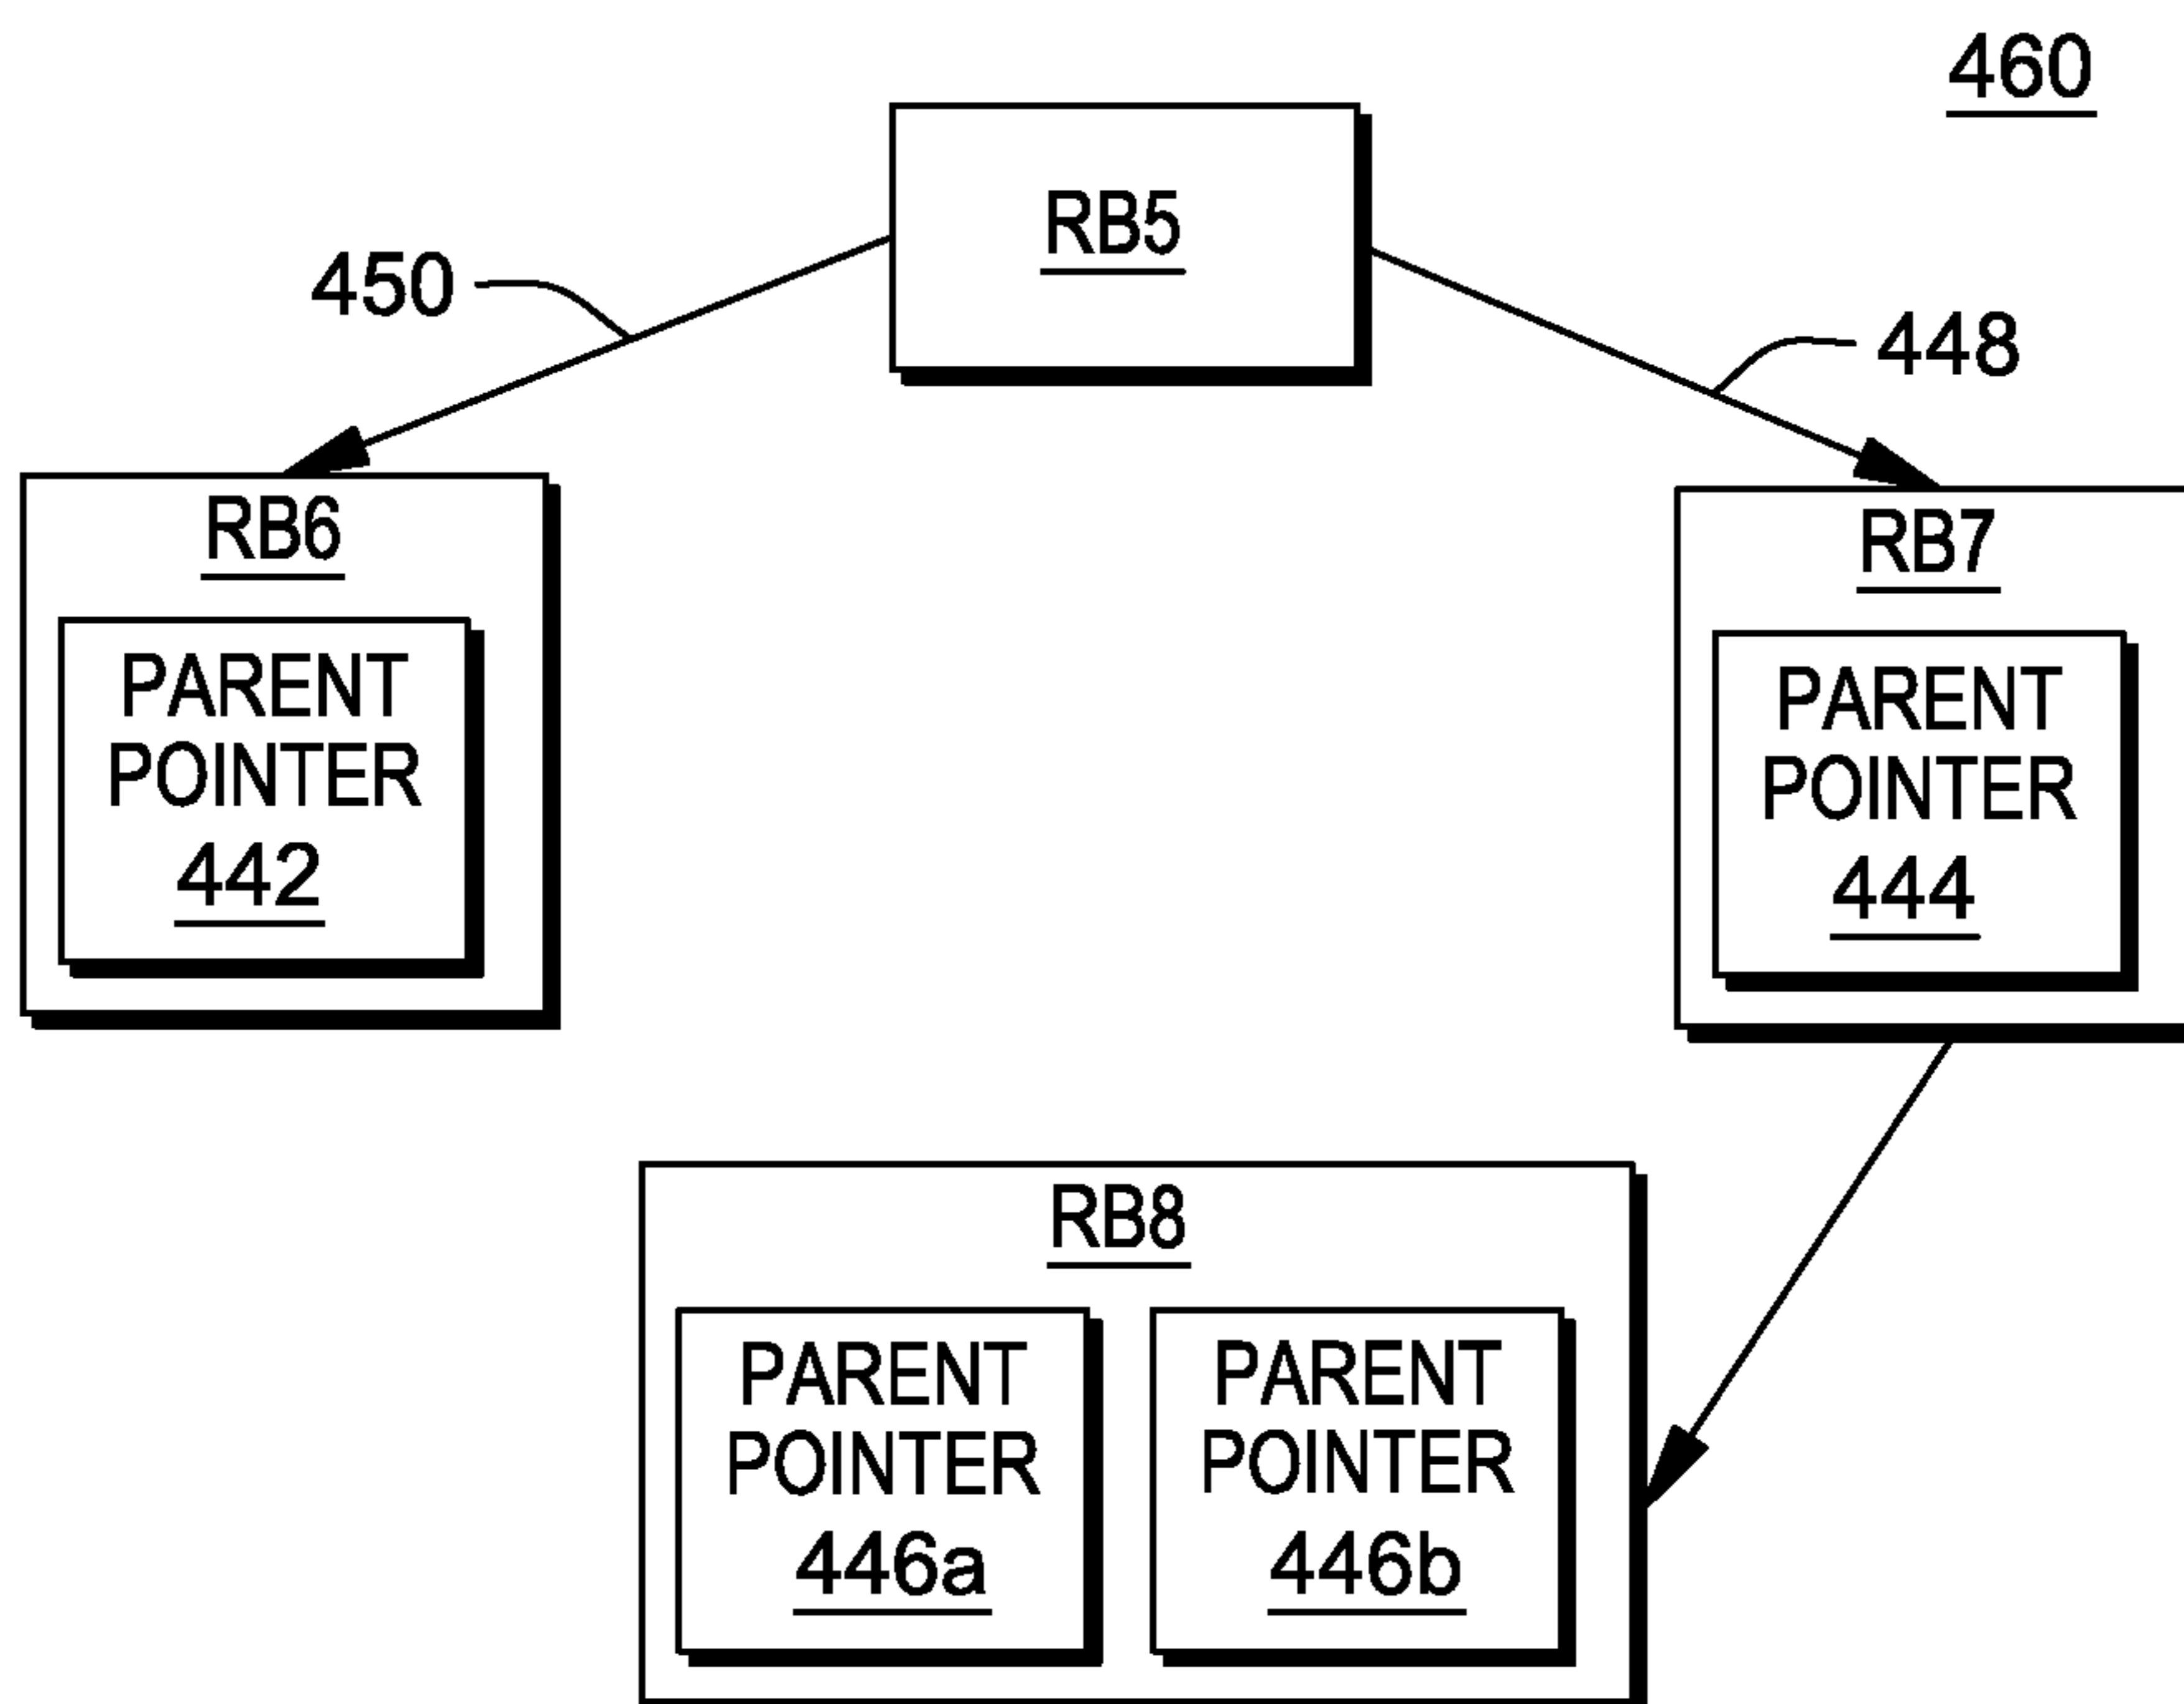 460
RB5
450
448
RB6
PARENT
POINTER
442
RB7
PARENT
POINTER
444
RB8
PARENT
POINTER
446a
PARENT
POINTER
446b